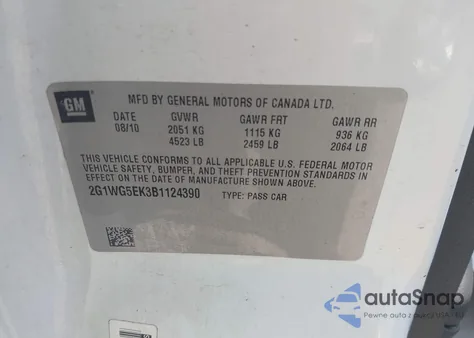 GM
MFD BY GENERAL MOTORS OF CANADA LTD.
DATE GVWR GAWR FRT GAWR RR
08/10 2051 KG 1115 KG 936 KG
4523 LB 2459 LB 2064 LB
THIS VEHICLE CONFORMS TO ALL APPLICABLE U.S. FEDERAL MOTOR
VEHICLE SAFETY, BUMPER, AND THEFT PREVENTION STANDARDS IN
EFFECT ON THE DATE OF MANUFACTURE SHOWN ABOVE.
2G1WG5EK3B1124390 TYPE: PASS CAR
autoSnap
Pewne auta z USA